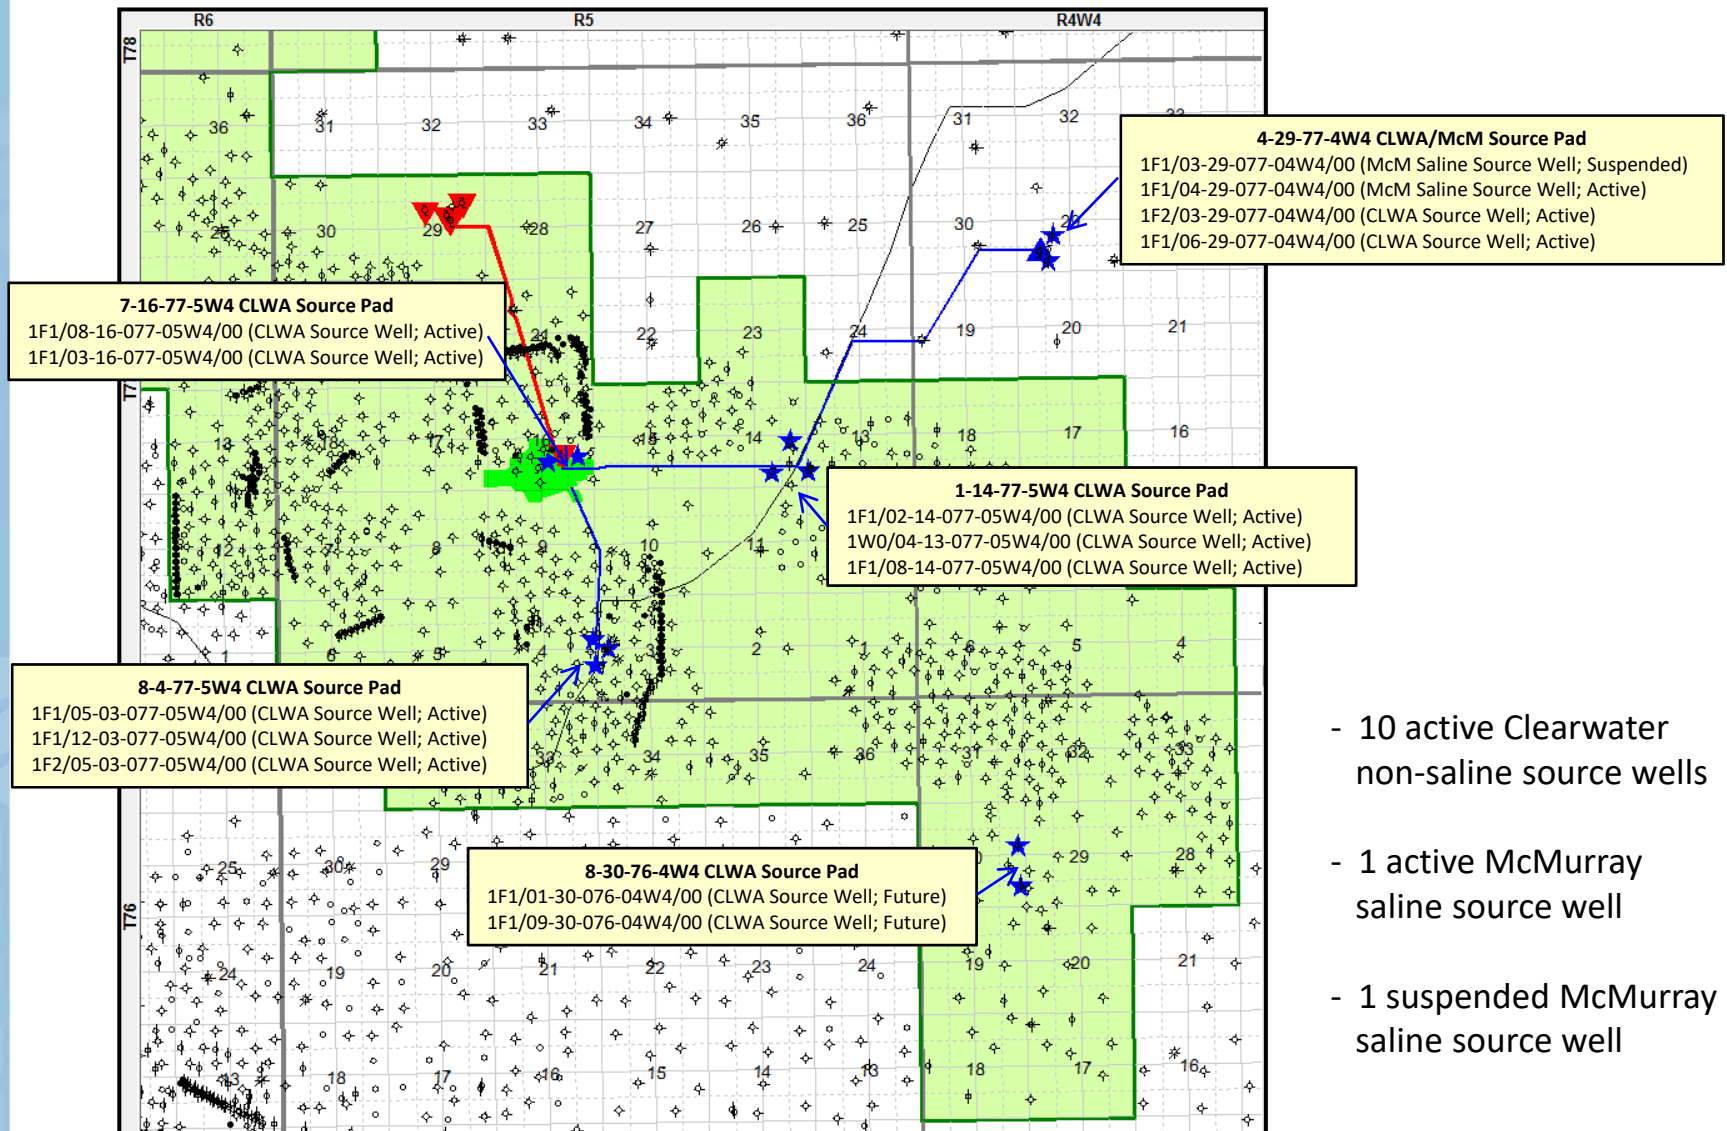 R6
R5
R4W4
T78
36
31
32
33
34
35
36
31
32
33
4-29-77-4W4 CLWA/McM Source Pad
1F1/03-29-077-04W4/00 (McM Saline Source Well; Suspended)
1F1/04-29-077-04W4/00 (McM Saline Source Well; Active)
1F2/03-29-077-04W4/00 (CLWA Source Well; Active)
1F1/06-29-077-04W4/00 (CLWA Source Well; Active)
25
30
29
28
27
26
25
30
29
7-16-77-5W4 CLWA Source Pad
1F1/08-16-077-05W4/00 (CLWA Source Well; Active)
1F1/03-16-077-05W4/00 (CLWA Source Well; Active)
21
22
23
24
19
20
21
13
18
17
16
15
14
13
18
17
16
1-14-77-5W4 CLWA Source Pad
1F1/02-14-077-05W4/00 (CLWA Source Well; Active)
1W0/04-13-077-05W4/00 (CLWA Source Well; Active)
1F1/08-14-077-05W4/00 (CLWA Source Well; Active)
12
7
8
9
10
11
1
6
5
4
3
2
1
6
5
4
8-4-77-5W4 CLWA Source Pad
1F1/05-03-077-05W4/00 (CLWA Source Well; Active)
1F1/12-03-077-05W4/00 (CLWA Source Well; Active)
1F2/05-03-077-05W4/00 (CLWA Source Well; Active)
33
34
35
36
31
32
33
T76
25
30
29
29
28
8-30-76-4W4 CLWA Source Pad
1F1/01-30-076-04W4/00 (CLWA Source Well; Future)
1F1/09-30-076-04W4/00 (CLWA Source Well; Future)
24
19
20
21
22
23
24
19
20
21
13
18
17
16
15
14
13
18
17
16
- 10 active Clearwater
non-saline source wells
- 1 active McMurray
saline source well
- 1 suspended McMurray
saline source well